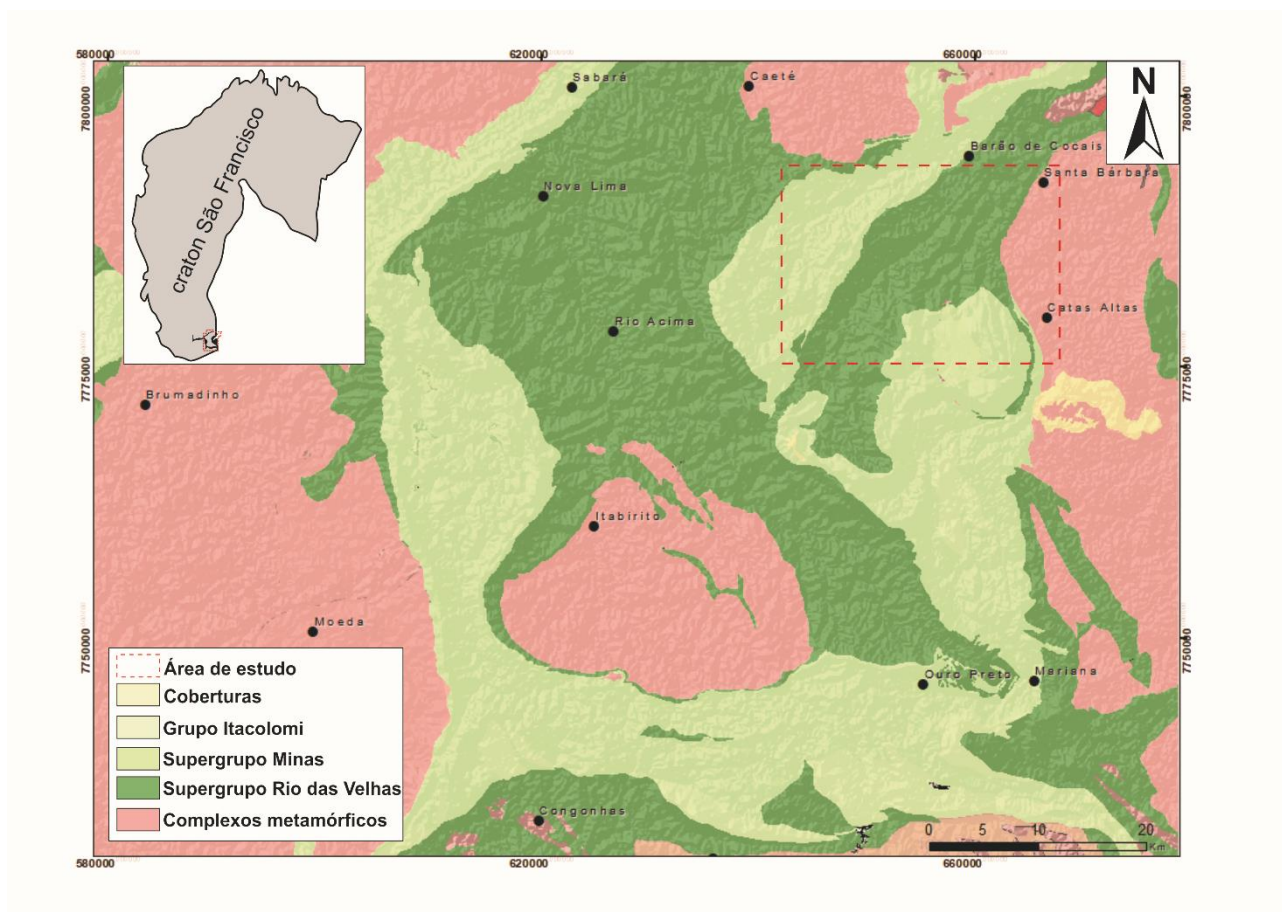 580000
620000
660000
7800000
7800000
craton São Francisco
N
Sabará
Caeté
Barão de Cocais
Santa Bárbara
Nova Lima
Rio Acima
Catas Altas
7775000
7775000
Brumadinho
Itabirito
Moeda
7750000
7750000
Ouro Preto
Mariana
Área de estudo
Coberturas
Grupo Itacolomi
Supergrupo Minas
Supergrupo Rio das Velhas
Complexos metamórficos
Congonhas
0 5 10 20
Km
580000
620000
660000